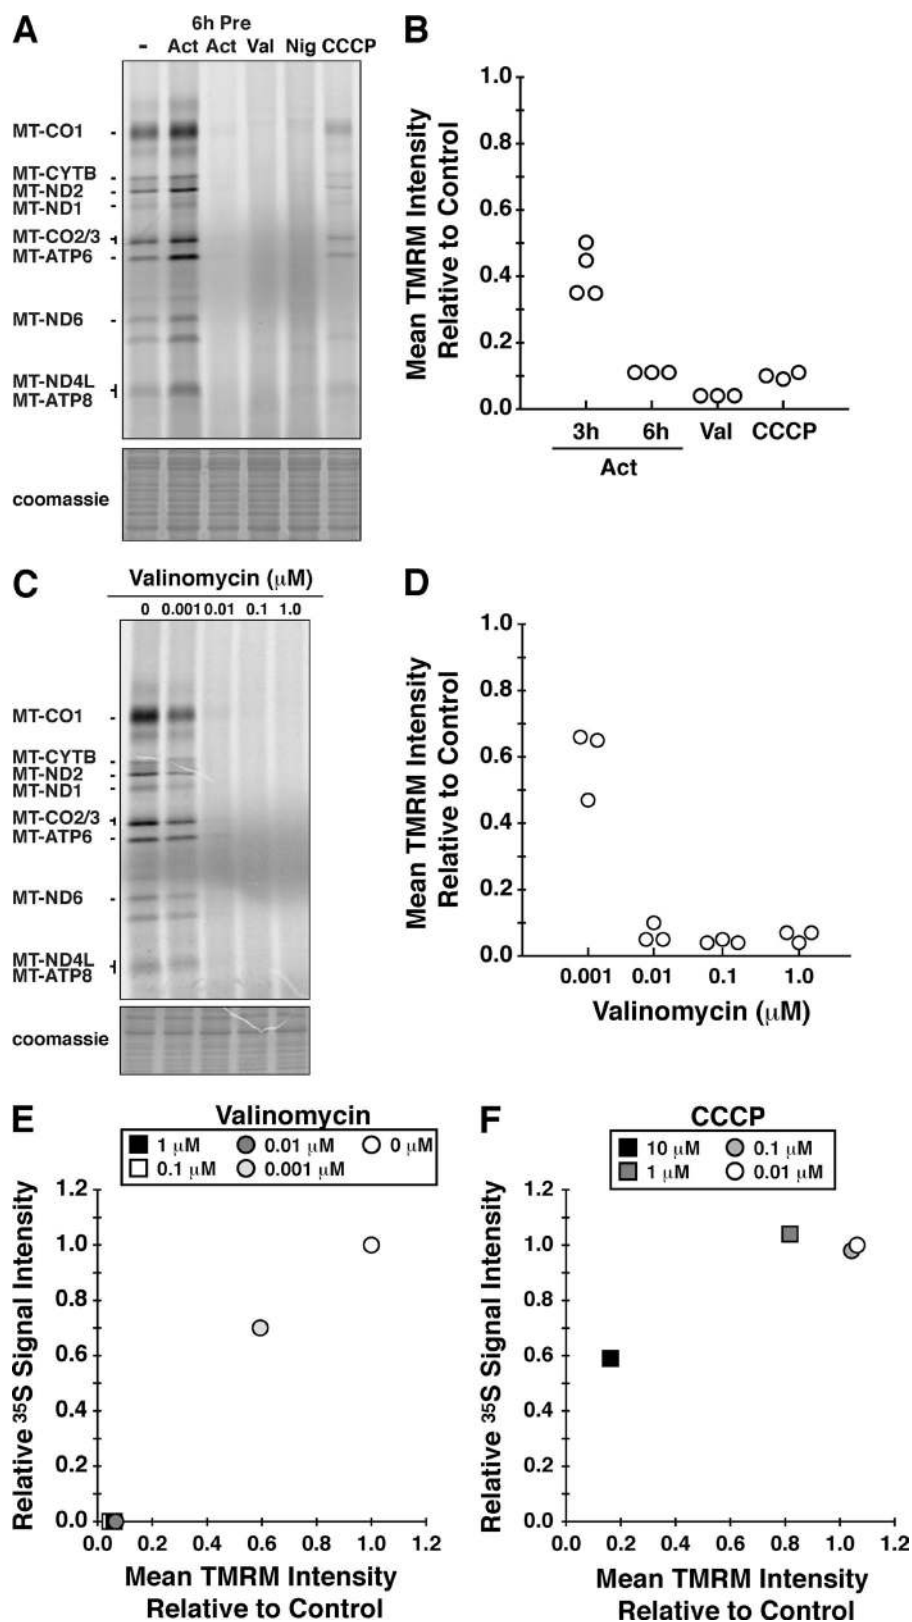 A
6h Pre
- Act Act Val Nig CCCP
MT-CO1
MT-CYTB
MT-ND2
MT-ND1
MT-CO2/3
MT-ATP6
MT-ND6
MT-ND4L
MT-ATP8
coomassie
B
Mean TMRM Intensity
Relative to Control
1.0
0.8
0.6
0.4
0.2
0.0
3h 6h Val CCCP
Act
C
Valinomycin (μM)
0 0.001 0.01 0.1 1.0
MT-CO1
MT-CYTB
MT-ND2
MT-ND1
MT-CO2/3
MT-ATP6
MT-ND6
MT-ND4L
MT-ATP8
coomassie
D
Mean TMRM Intensity
Relative to Control
1.0
0.8
0.6
0.4
0.2
0.0
0.001 0.01 0.1 1.0
Valinomycin (μM)
E
Valinomycin
1 μM 0.01 μM 0 μM
0.1 μM 0.001 μM
Relative ³⁵S Signal Intensity
1.2
1.0
0.8
0.6
0.4
0.2
0.0
0.0 0.2 0.4 0.6 0.8 1.0 1.2
Mean TMRM Intensity
Relative to Control
F
CCCP
10 μM 0.1 μM
1 μM 0.01 μM
Relative ³⁵S Signal Intensity
1.2
1.0
0.8
0.6
0.4
0.2
0.0
0.0 0.2 0.4 0.6 0.8 1.0 1.2
Mean TMRM Intensity
Relative to Control